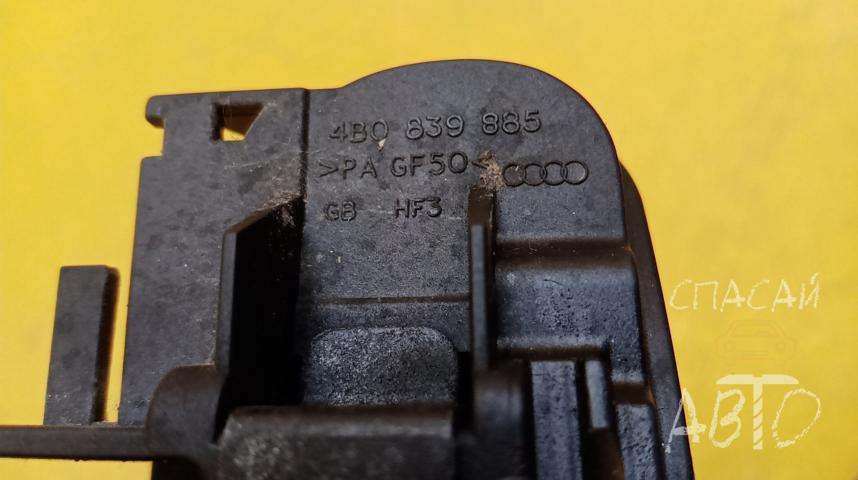 4B0 839 885
>PA GF50<
GB HF3
СПАСАЙ
АВТО